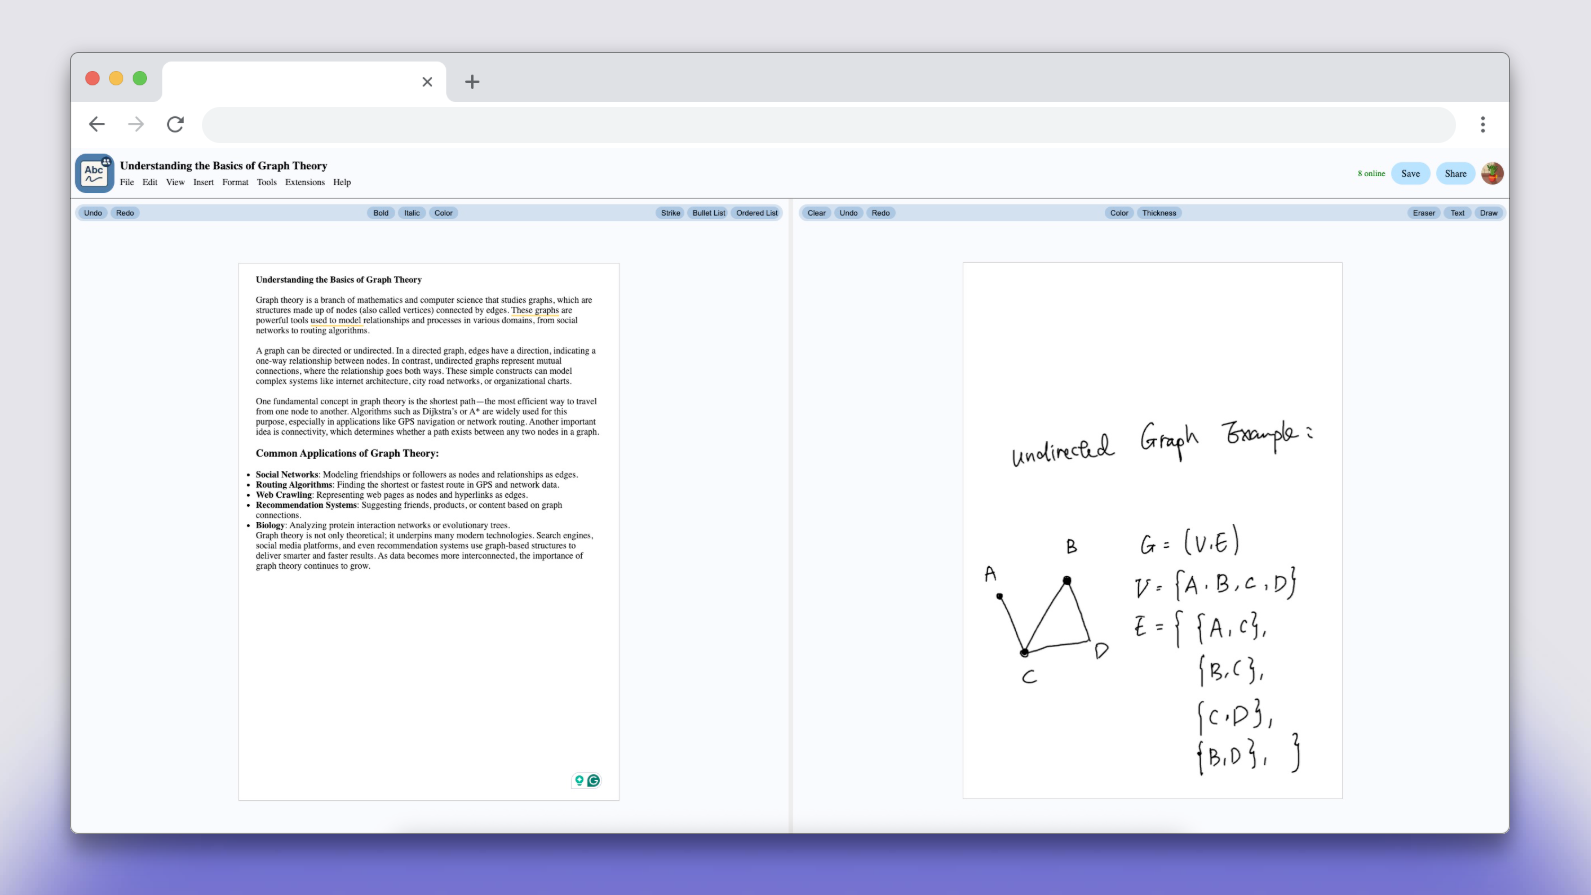 Abc
Understanding the Basics of Graph Theory
File Edit View Insert Format Tools Extensions Help
8 online Save Share
Undo Redo Bold Italic Color Strike Bullet List Ordered List
Clear Undo Redo Color Thickness Eraser Text Draw
Understanding the Basics of Graph Theory
Graph theory is a branch of mathematics and computer science that studies graphs, which are
structures made up of nodes (also called vertices) connected by edges. These graphs are
powerful tools used to model relationships and processes in various domains, from social
networks to routing algorithms.
A graph can be directed or undirected. In a directed graph, edges have a direction, indicating a
one-way relationship between nodes. In contrast, undirected graphs represent mutual
connections, where the relationship goes both ways. These simple constructs can model
complex systems like internet architecture, city road networks, or organizational charts.
One fundamental concept in graph theory is the shortest path—the most efficient way to travel
from one node to another. Algorithms such as Dijkstra's or A* are widely used for this
purpose, especially in applications like GPS navigation or network routing. Another important
idea is connectivity, which determines whether a path exists between any two nodes in a graph.
Common Applications of Graph Theory:
• Social Networks: Modeling friendships or followers as nodes and relationships as edges.
• Routing Algorithms: Finding the shortest or fastest route in GPS and network data.
• Web Crawling: Representing web pages as nodes and hyperlinks as edges.
• Recommendation Systems: Suggesting friends, products, or content based on graph
connections.
• Biology: Analyzing protein interaction networks or evolutionary trees.
Graph theory is not only theoretical; it underpins many modern technologies. Search engines,
social media platforms, and even recommendation systems use graph-based structures to
deliver smarter and faster results. As data becomes more interconnected, the importance of
graph theory continues to grow.
undirected Graph Example:
A
B
C
D
G = (V,E)
V = {A, B, C, D}
E = { {A, C},
{B, C},
{C, D},
{B, D}, }